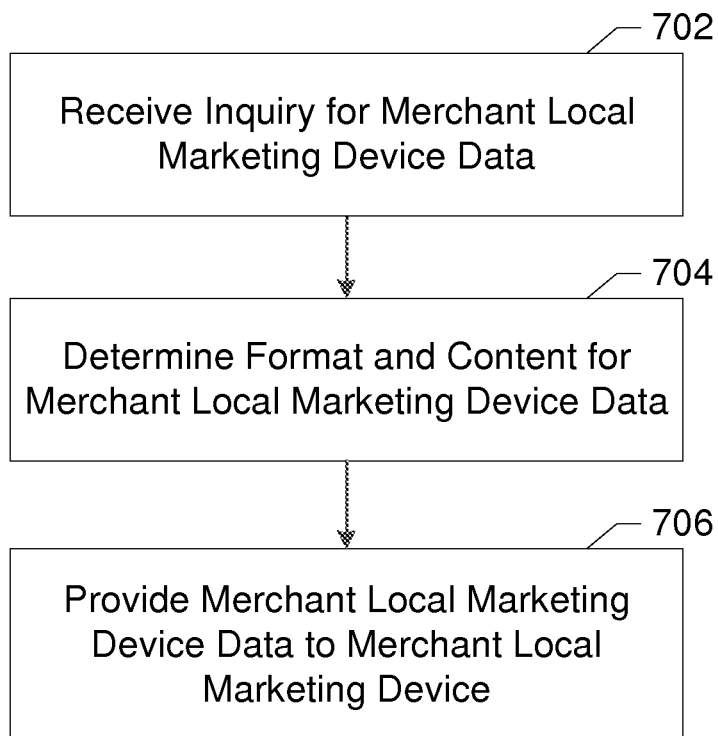 702
Receive Inquiry for Merchant Local
Marketing Device Data
704
Determine Format and Content for
Merchant Local Marketing Device Data
706
Provide Merchant Local Marketing
Device Data to Merchant Local
Marketing Device